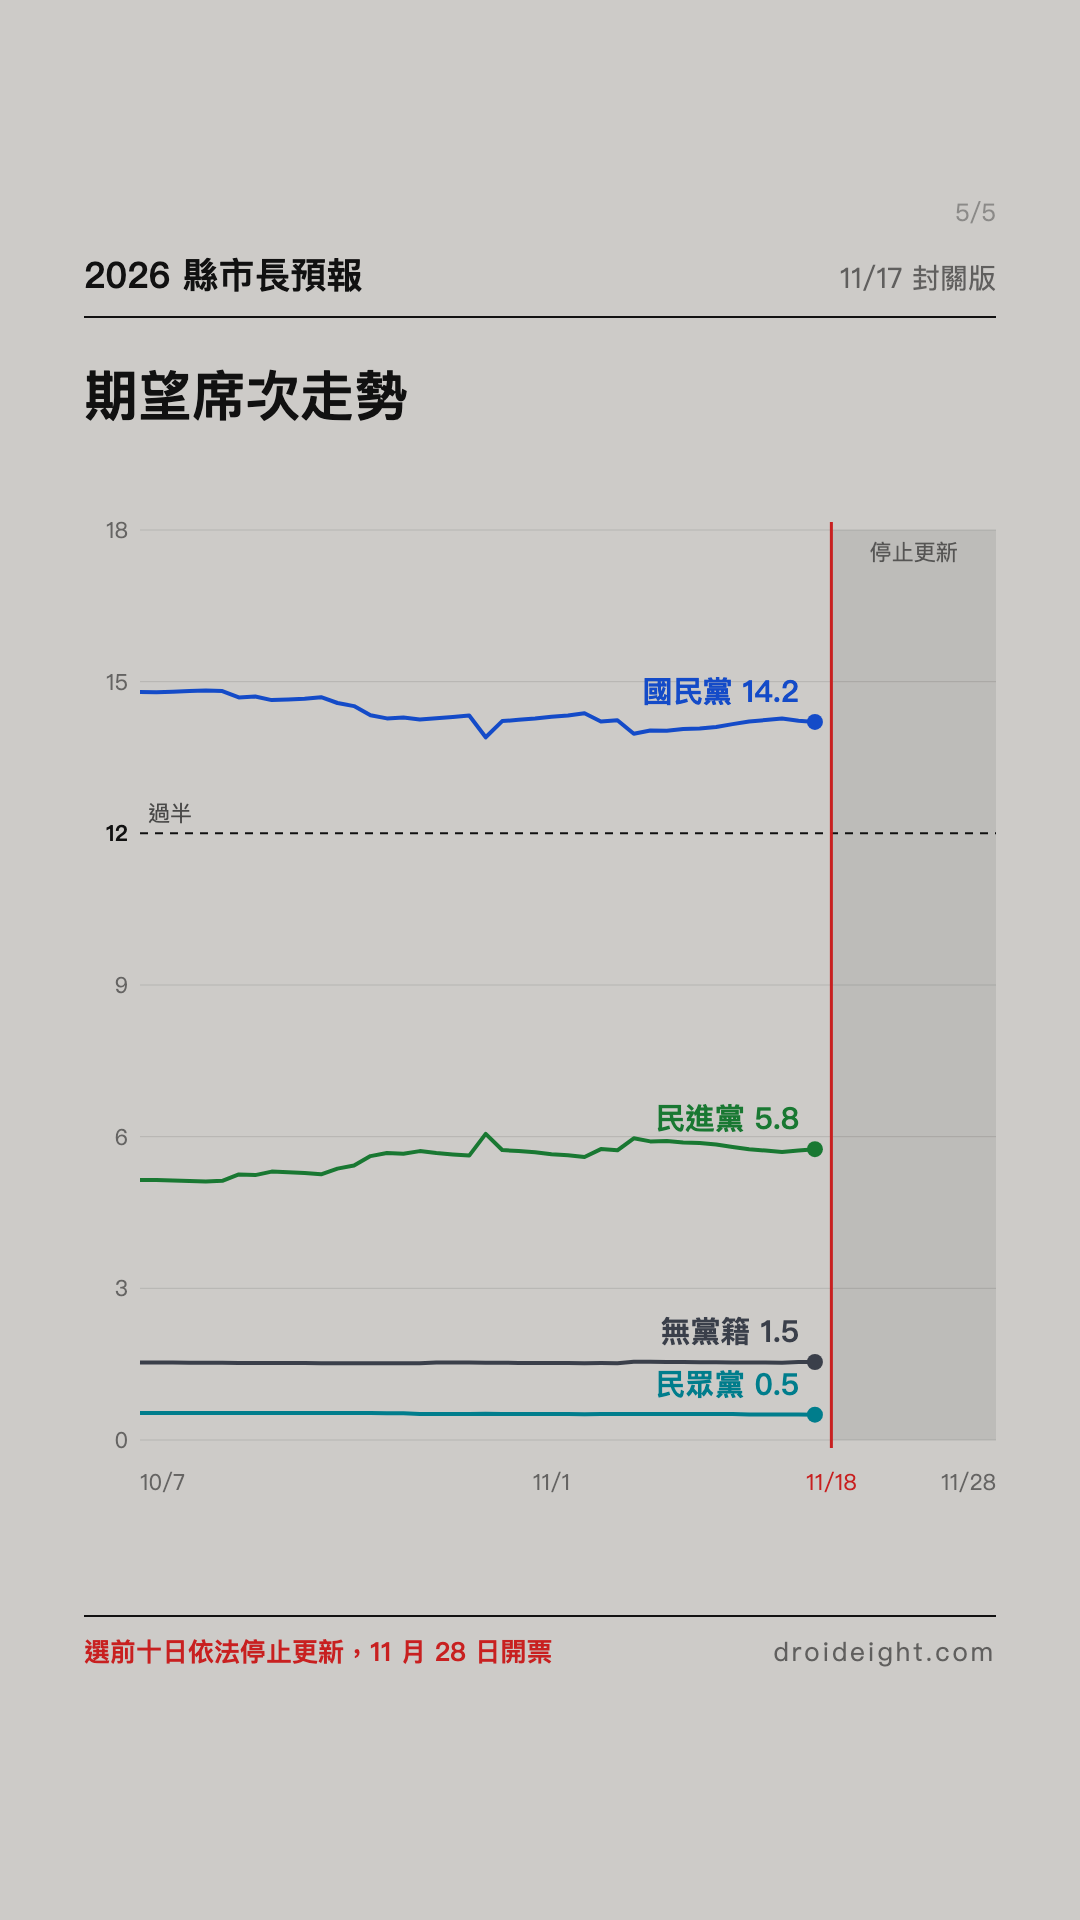 5/5
2026 縣市長預報
11/17 封關版
期望席次走勢
18
停止更新
15
國民黨 14.2
過半
12
9
民進黨 5.8
6
3
無黨籍 1.5
民眾黨 0.5
0
10/7
11/1
11/18
11/28
選前十日依法停止更新，11 月 28 日開票
droideight.com